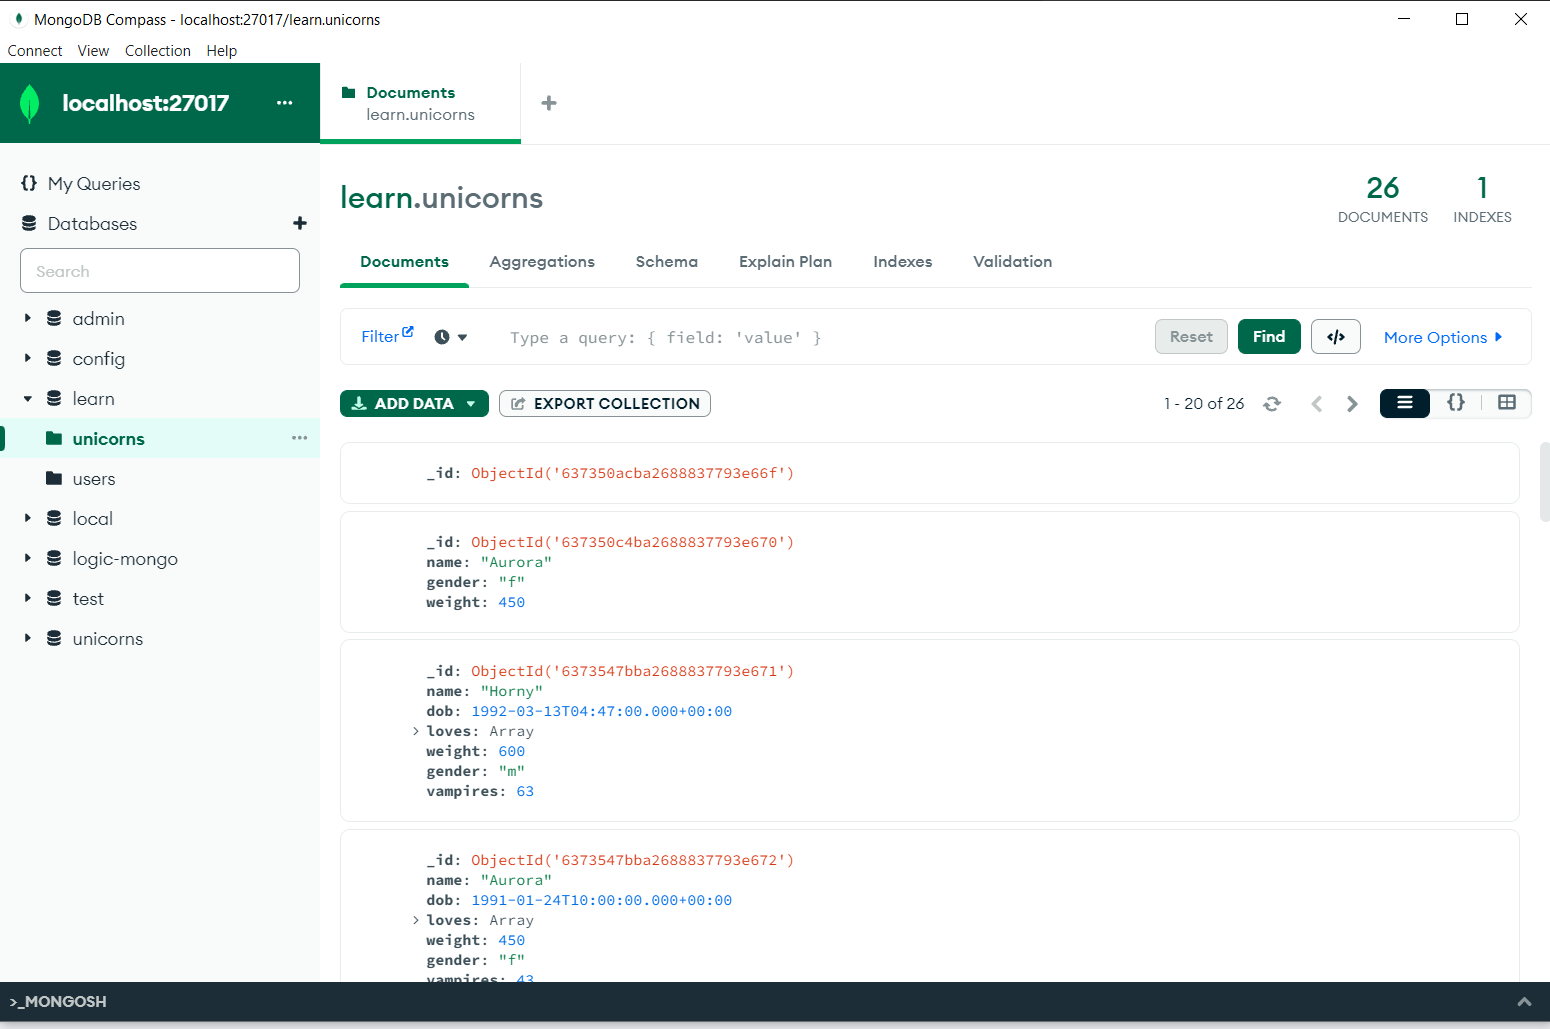 MongoDB Compass - localhost:27017/learn.unicorns
Connect View Collection Help
localhost:27017 ···
Documents
learn.unicorns
{} My Queries
Databases
Search
admin
config
learn
unicorns
users
local
logic-mongo
test
unicorns
learn.unicorns
26
DOCUMENTS
1
INDEXES
Documents Aggregations Schema Explain Plan Indexes Validation
Filter Type a query: { field: 'value' } Reset Find </> More Options
ADD DATA EXPORT COLLECTION 1 - 20 of 26 {}
_id: ObjectId('637350acba2688837793e66f')
_id: ObjectId('637350c4ba2688837793e670')
name: "Aurora"
gender: "f"
weight: 450
_id: ObjectId('6373547bba2688837793e671')
name: "Horny"
dob: 1992-03-13T04:47:00.000+00:00
loves: Array
weight: 600
gender: "m"
vampires: 63
_id: ObjectId('6373547bba2688837793e672')
name: "Aurora"
dob: 1991-01-24T10:00:00.000+00:00
loves: Array
weight: 450
gender: "f"
vampires: 43
>_MONGOSH